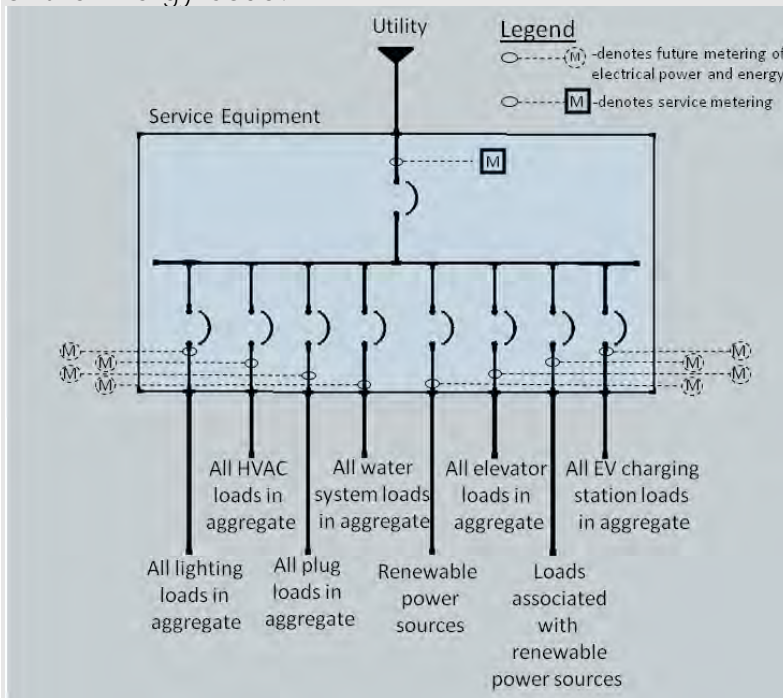 Utility
Legend
M -denotes future metering of
electrical power and energy
M -denotes service metering
Service Equipment
M
M
M
M
M
M
M
M
M
All HVAC
loads in
aggregate
All water
system loads
in aggregate
All elevator
loads in
aggregate
All EV charging
station loads
in aggregate
All lighting
loads in
aggregate
All plug
loads in
aggregate
Renewable
power
sources
Loads
associated
with
renewable
power sources